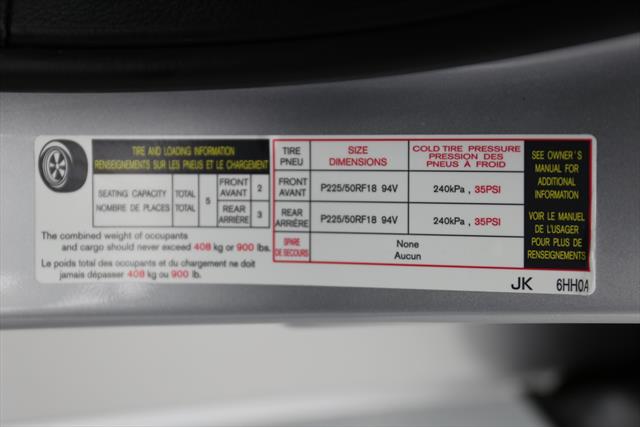 TIRE AND LOADING INFORMATION
RENSEIGNEMENTS SUR LES PNEUS ET LE CHARGEMENT
SEATING CAPACITY TOTAL 5 FRONT AVANT 2
NOMBRE DE PLACES TOTAL REAR ARRIÈRE 3
The combined weight of occupants
and cargo should never exceed 408 kg or 900 lbs.
Le poids total des occupants et du chargement ne doit
jamais dépasser 408 kg ou 900 lb.
TIRE PNEU SIZE DIMENSIONS COLD TIRE PRESSURE PRESSION DES PNEUS À FROID
FRONT AVANT P225/50RF18 94V 240kPa , 35PSI
REAR ARRIÈRE P225/50RF18 94V 240kPa , 35PSI
SPARE DE SECOURS None Aucun
SEE OWNER'S
MANUAL FOR
ADDITIONAL
INFORMATION
VOIR LE MANUEL
DE L'USAGER
POUR PLUS DE
RENSEIGNEMENTS
JK 6HH0A